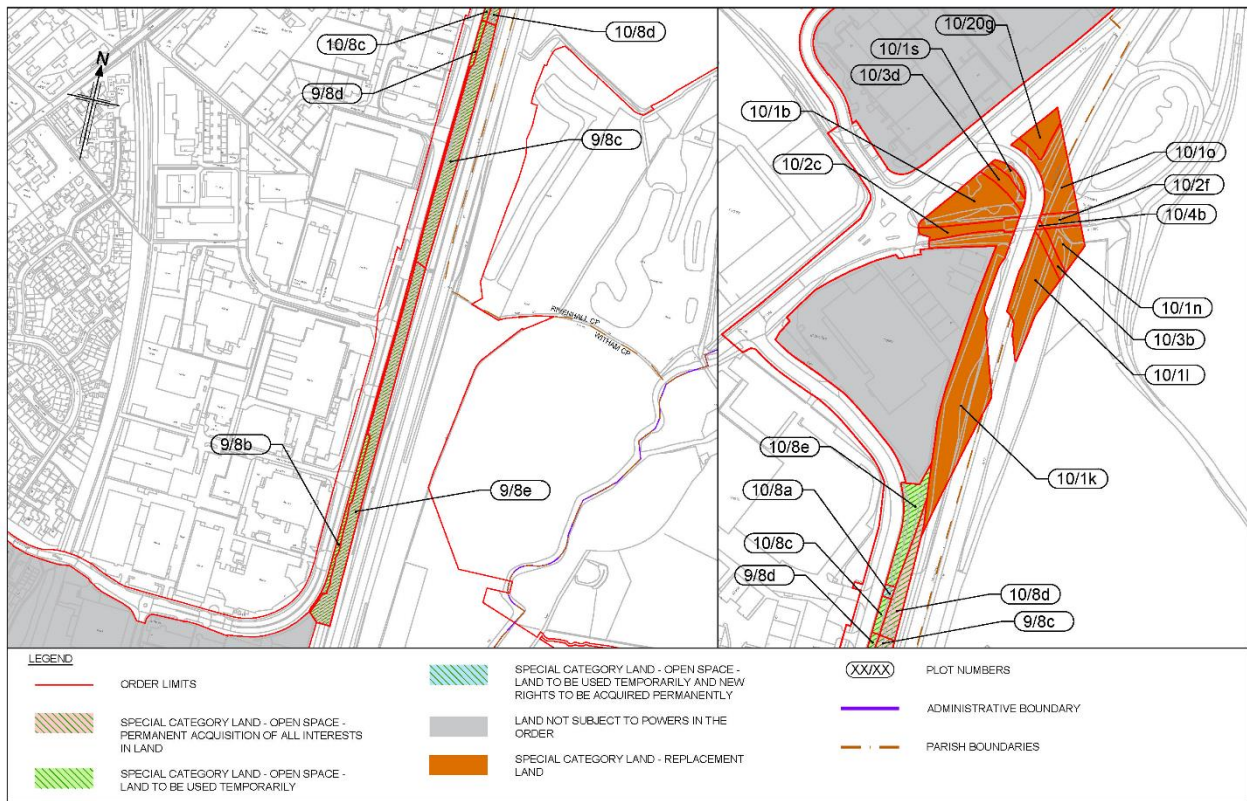 10/8c
10/8d
N
9/8d
9/8c
RIVENHALL CP
WITHAM CP
9/8b
9/8e
10/20g
10/1s
10/3d
10/1b
10/2c
10/1o
10/2f
10/4b
10/1n
10/3b
10/1l
10/1k
10/8e
10/8a
10/8c
9/8d
10/8d
9/8c
LEGEND
ORDER LIMITS
SPECIAL CATEGORY LAND - OPEN SPACE -
PERMANENT ACQUISITION OF ALL INTERESTS
IN LAND
SPECIAL CATEGORY LAND - OPEN SPACE -
LAND TO BE USED TEMPORARILY
SPECIAL CATEGORY LAND - OPEN SPACE -
LAND TO BE USED TEMPORARILY AND NEW
RIGHTS TO BE ACQUIRED PERMANENTLY
LAND NOT SUBJECT TO POWERS IN THE
ORDER
SPECIAL CATEGORY LAND - REPLACEMENT
LAND
XX/XX
PLOT NUMBERS
ADMINISTRATIVE BOUNDARY
PARISH BOUNDARIES